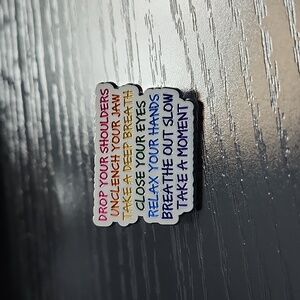 DROP YOUR SHOULDERS
UNCLENCH YOUR JAW
TAKE A DEEP BREATH
CLOSE YOUR EYES
RELAX YOUR HANDS
BREATHE OUT SLOW
TAKE A MOMENT